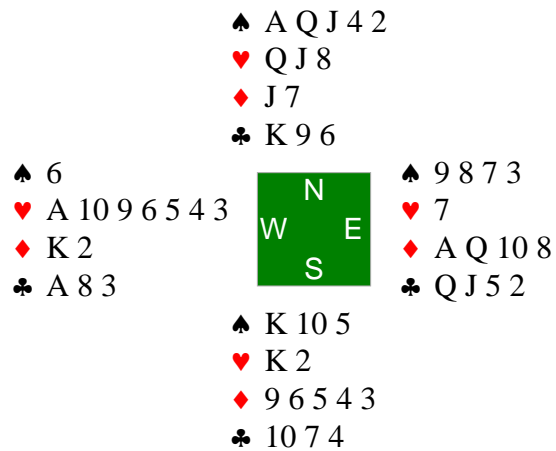 ♠ A Q J 4 2
♥ Q J 8
♦ J 7
♣ K 9 6
♠ 6
♥ A 10 9 6 5 4 3
♦ K 2
♣ A 8 3
N
W E
S
♠ 9 8 7 3
♥ 7
♦ A Q 10 8
♣ Q J 5 2
♠ K 10 5
♥ K 2
♦ 9 6 5 4 3
♣ 10 7 4